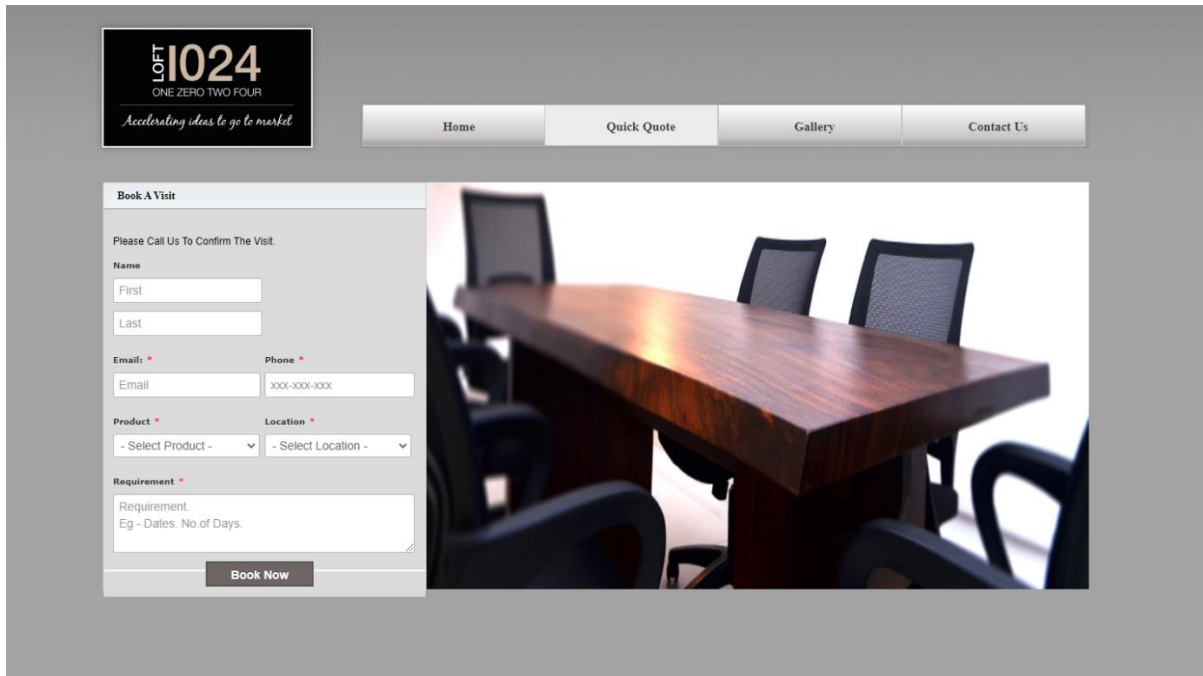 LOFT
1024
ONE ZERO TWO FOUR
Accelerating ideas to go to market
Home Quick Quote Gallery Contact Us
Book A Visit
Please Call Us To Confirm The Visit.
Name
First
Last
Email: * Phone *
Email xxx-xxx-xxx
Product * Location *
- Select Product - - Select Location -
Requirement *
Requirement.
Eg - Dates. No.of Days.
Book Now